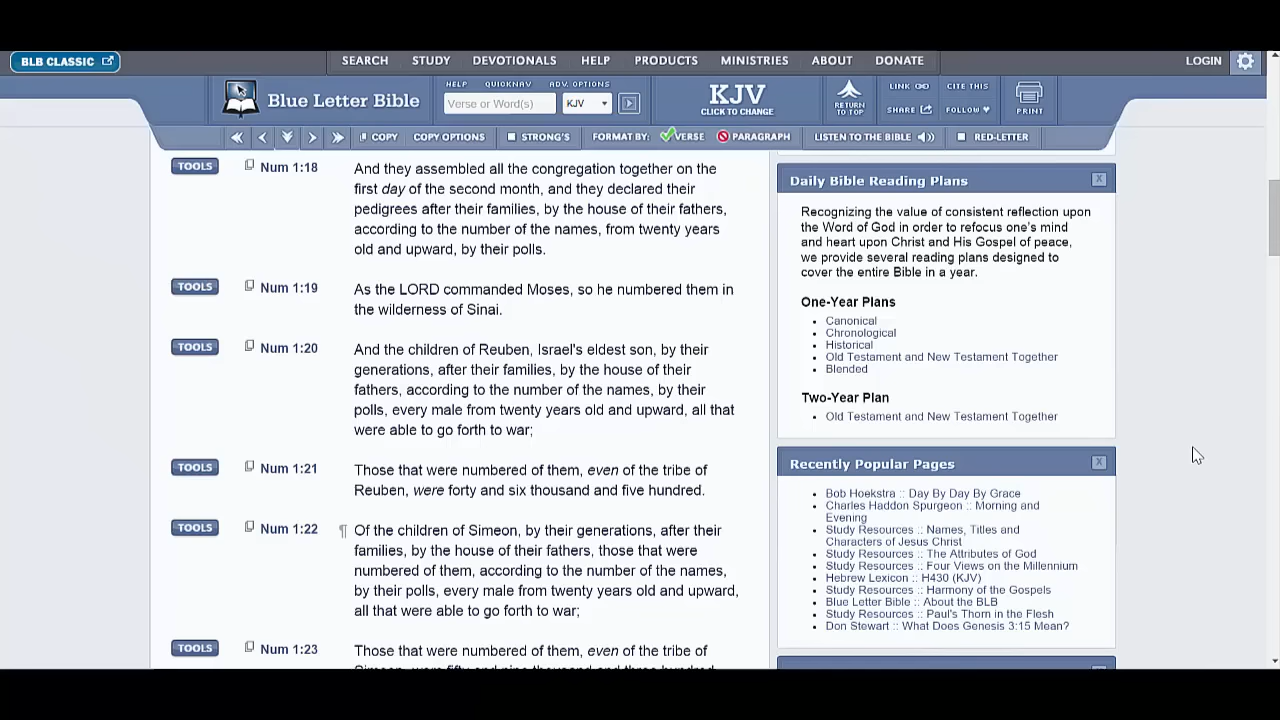 BLB CLASSIC
SEARCH STUDY DEVOTIONALS HELP PRODUCTS MINISTRIES ABOUT DONATE LOGIN
Blue Letter Bible
HELP QUICKNAV ADV. OPTIONS
Verse or Word(s) KJV
KJV
CLICK TO CHANGE
RETURN
TO TOP
LINK CITE THIS
SHARE FOLLOW
PRINT
COPY COPY OPTIONS STRONG'S FORMAT BY: VERSE PARAGRAPH LISTEN TO THE BIBLE RED-LETTER
TOOLS Num 1:18 And they assembled all the congregation together on the
first day of the second month, and they declared their
pedigrees after their families, by the house of their fathers,
according to the number of the names, from twenty years
old and upward, by their polls.
TOOLS Num 1:19 As the LORD commanded Moses, so he numbered them in
the wilderness of Sinai.
TOOLS Num 1:20 And the children of Reuben, Israel's eldest son, by their
generations, after their families, by the house of their
fathers, according to the number of the names, by their
polls, every male from twenty years old and upward, all that
were able to go forth to war;
TOOLS Num 1:21 Those that were numbered of them, even of the tribe of
Reuben, were forty and six thousand and five hundred.
TOOLS Num 1:22 ¶ Of the children of Simeon, by their generations, after their
families, by the house of their fathers, those that were
numbered of them, according to the number of the names,
by their polls, every male from twenty years old and upward,
all that were able to go forth to war;
TOOLS Num 1:23 Those that were numbered of them, even of the tribe of
Simeon, were fifty and nine thousand and three hundred
Daily Bible Reading Plans X
Recognizing the value of consistent reflection upon
the Word of God in order to refocus one's mind
and heart upon Christ and His Gospel of peace,
we provide several reading plans designed to
cover the entire Bible in a year.
One-Year Plans
• Canonical
• Chronological
• Historical
• Old Testament and New Testament Together
• Blended
Two-Year Plan
• Old Testament and New Testament Together
Recently Popular Pages X
• Bob Hoekstra :: Day By Day By Grace
• Charles Haddon Spurgeon :: Morning and
Evening
• Study Resources :: Names, Titles and
Characters of Jesus Christ
• Study Resources :: The Attributes of God
• Study Resources :: Four Views on the Millennium
• Hebrew Lexicon :: H430 (KJV)
• Study Resources :: Harmony of the Gospels
• Blue Letter Bible :: About the BLB
• Study Resources :: Paul's Thorn in the Flesh
• Don Stewart :: What Does Genesis 3:15 Mean?